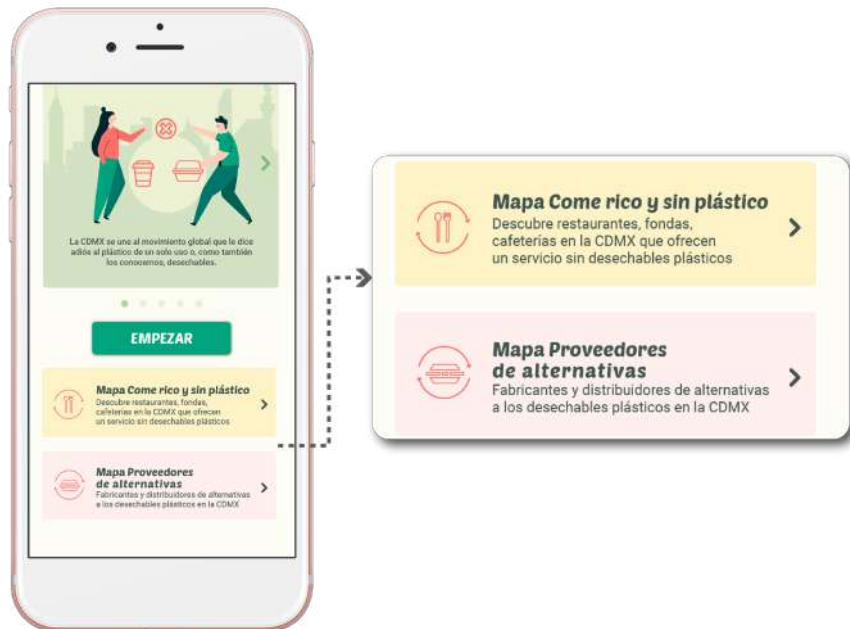 La CDMX se une al movimiento global que le dice
adiós al plástico de un solo uso o, como también
los conocemos, desechables.
EMPEZAR
Mapa Come rico y sin plástico
Descubre restaurantes, fondas,
cafeterías en la CDMX que ofrecen
un servicio sin desechables plásticos
Mapa Proveedores
de alternativas
Fabricantes y distribuidores de alternativas
a los desechables plásticos en la CDMX
Mapa Come rico y sin plástico
Descubre restaurantes, fondas,
cafeterías en la CDMX que ofrecen
un servicio sin desechables plásticos
Mapa Proveedores
de alternativas
Fabricantes y distribuidores de alternativas
a los desechables plásticos en la CDMX